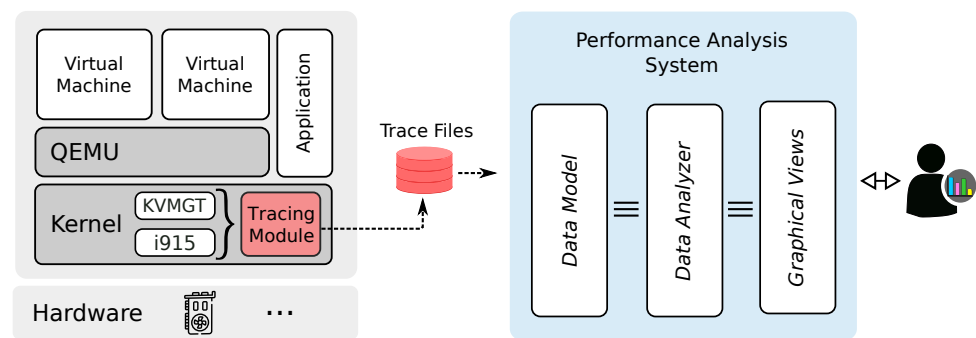 Virtual
Machine
Virtual
Machine
Application
QEMU
Kernel
KVMGT
i915
Tracing
Module
Hardware
...
Trace Files
Performance Analysis
System
Data Model
Data Analyzer
Graphical Views